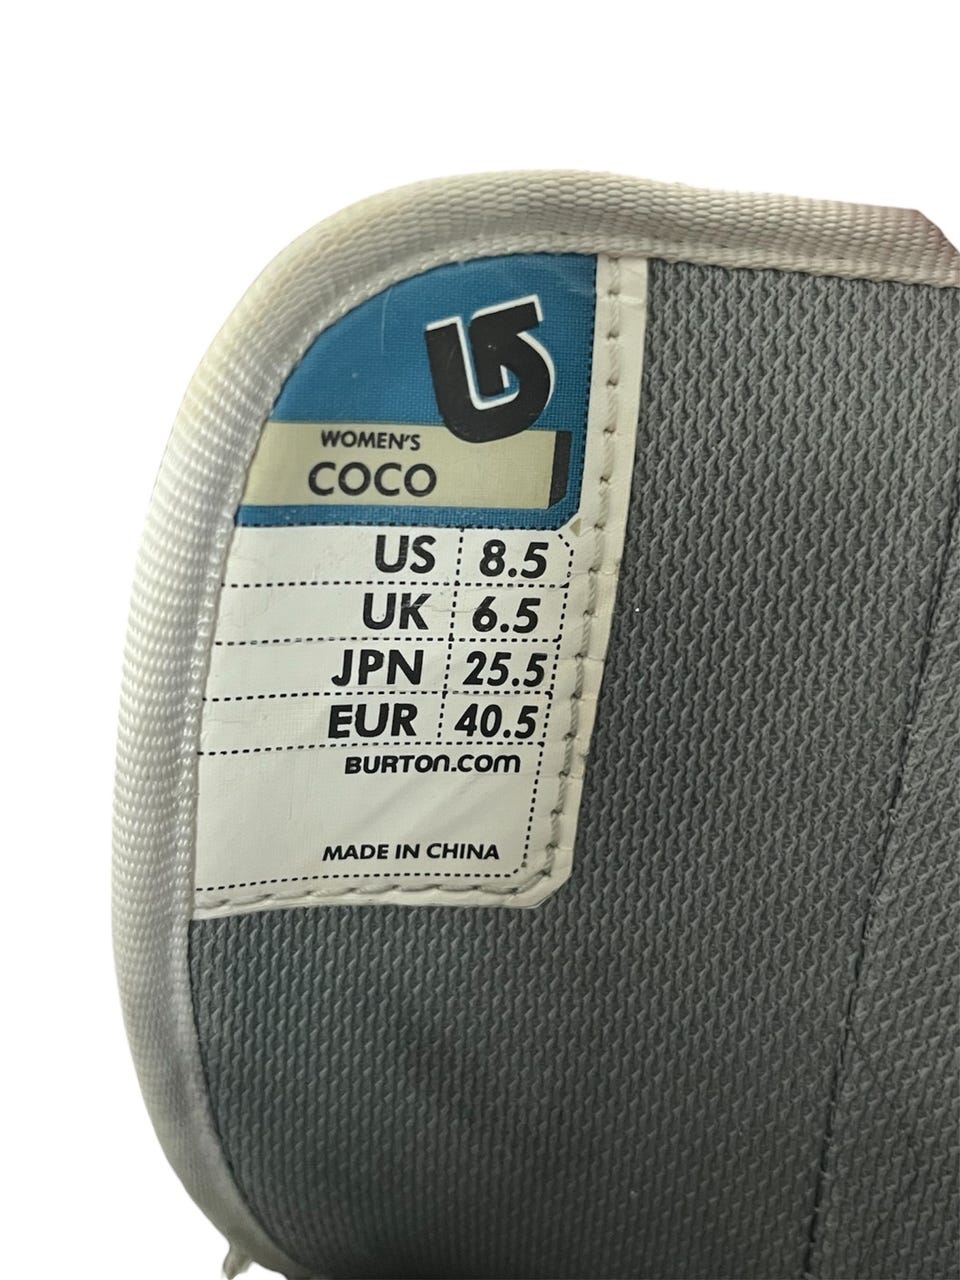 WOMEN'S
COCO
US 8.5
UK 6.5
JPN 25.5
EUR 40.5
BURTON.COM
MADE IN CHINA